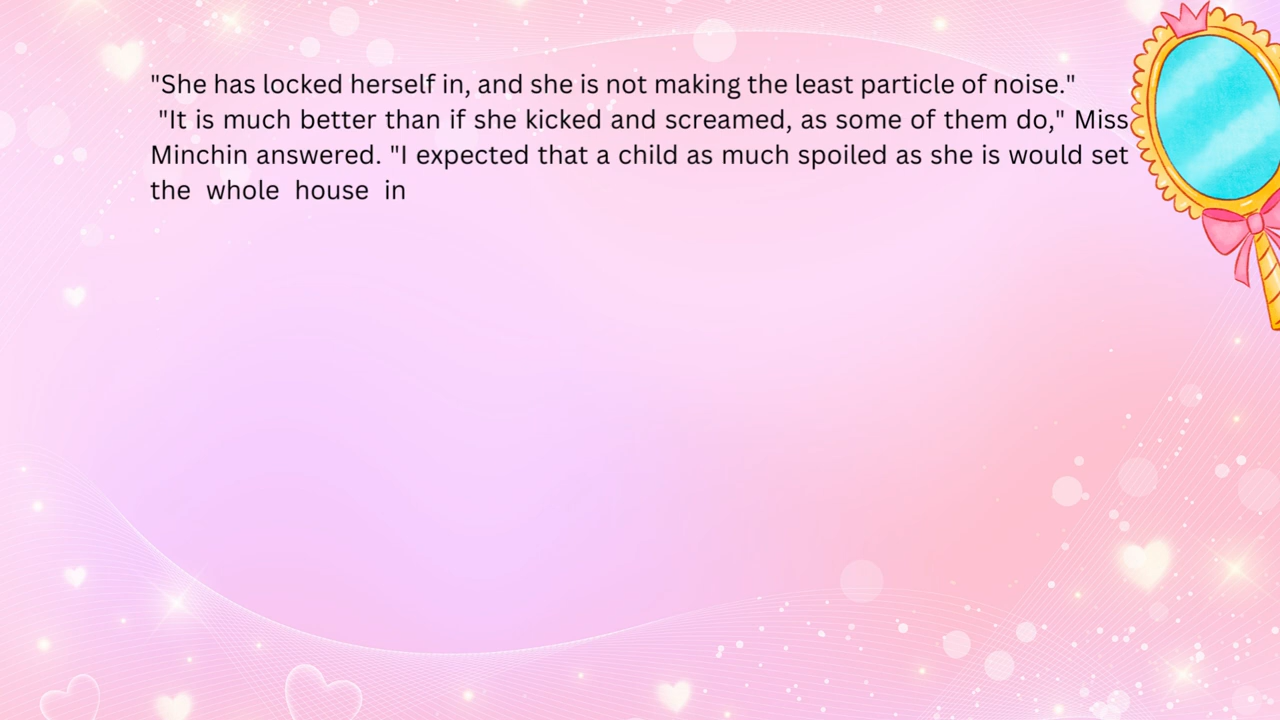 "She has locked herself in, and she is not making the least particle of noise."
"It is much better than if she kicked and screamed, as some of them do," Miss
Minchin answered. "I expected that a child as much spoiled as she is would set
the whole house in